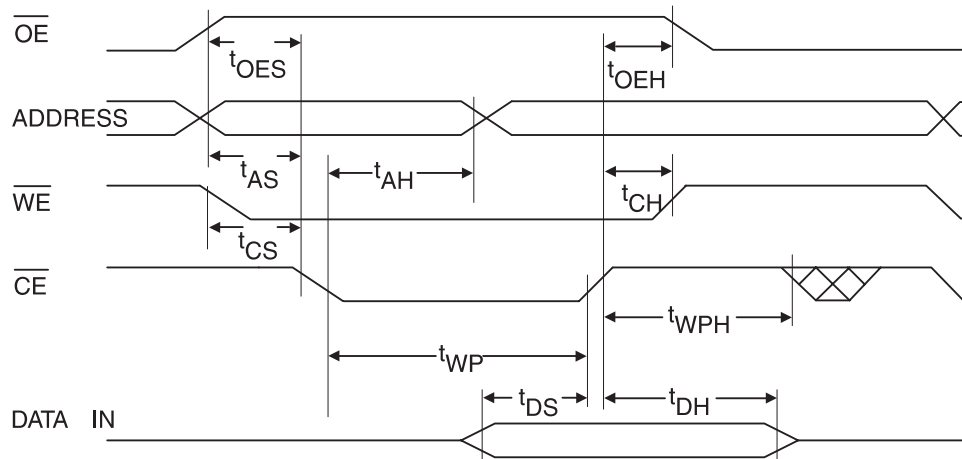 OE
tOES
tOEH
ADDRESS
tAS
tAH
WE
tCH
tCS
CE
tWPH
tWP
tDS
tDH
DATA IN